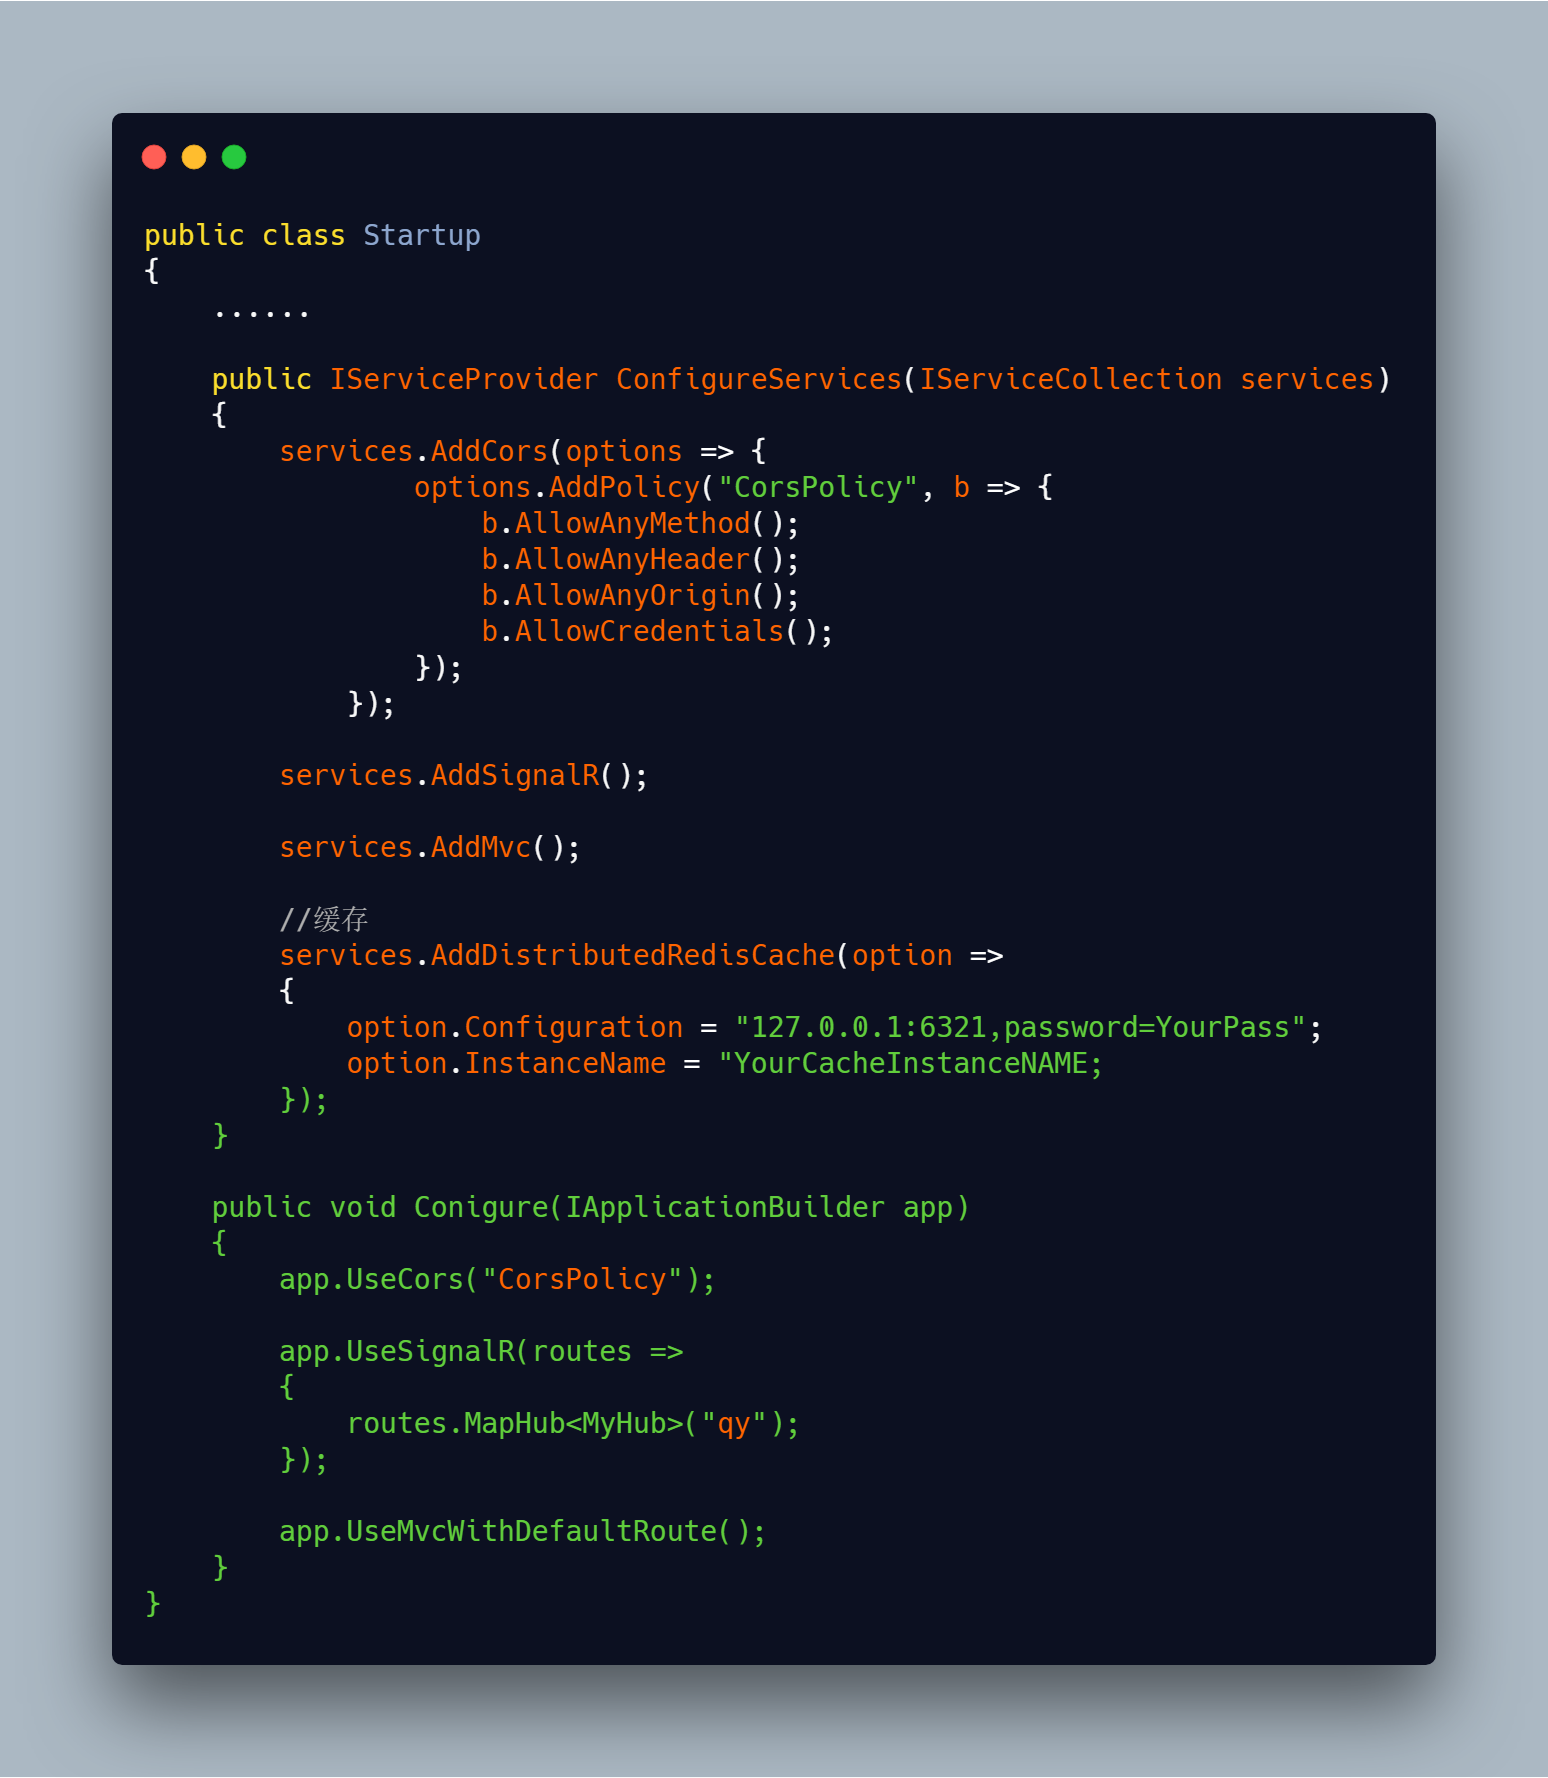 public class Startup
{
    ......

    public IServiceProvider ConfigureServices(IServiceCollection services)
    {
        services.AddCors(options => {
                options.AddPolicy("CorsPolicy", b => {
                    b.AllowAnyMethod();
                    b.AllowAnyHeader();
                    b.AllowAnyOrigin();
                    b.AllowCredentials();
                });
            });

        services.AddSignalR();

        services.AddMvc();

        //缓存
        services.AddDistributedRedisCache(option =>
        {
            option.Configuration = "127.0.0.1:6321,password=YourPass";
            option.InstanceName = "YourCacheInstanceNAME;
        });
    }

    public void Conigure(IApplicationBuilder app)
    {
        app.UseCors("CorsPolicy");

        app.UseSignalR(routes =>
        {
            routes.MapHub<MyHub>("qy");
        });

        app.UseMvcWithDefaultRoute();
    }
}